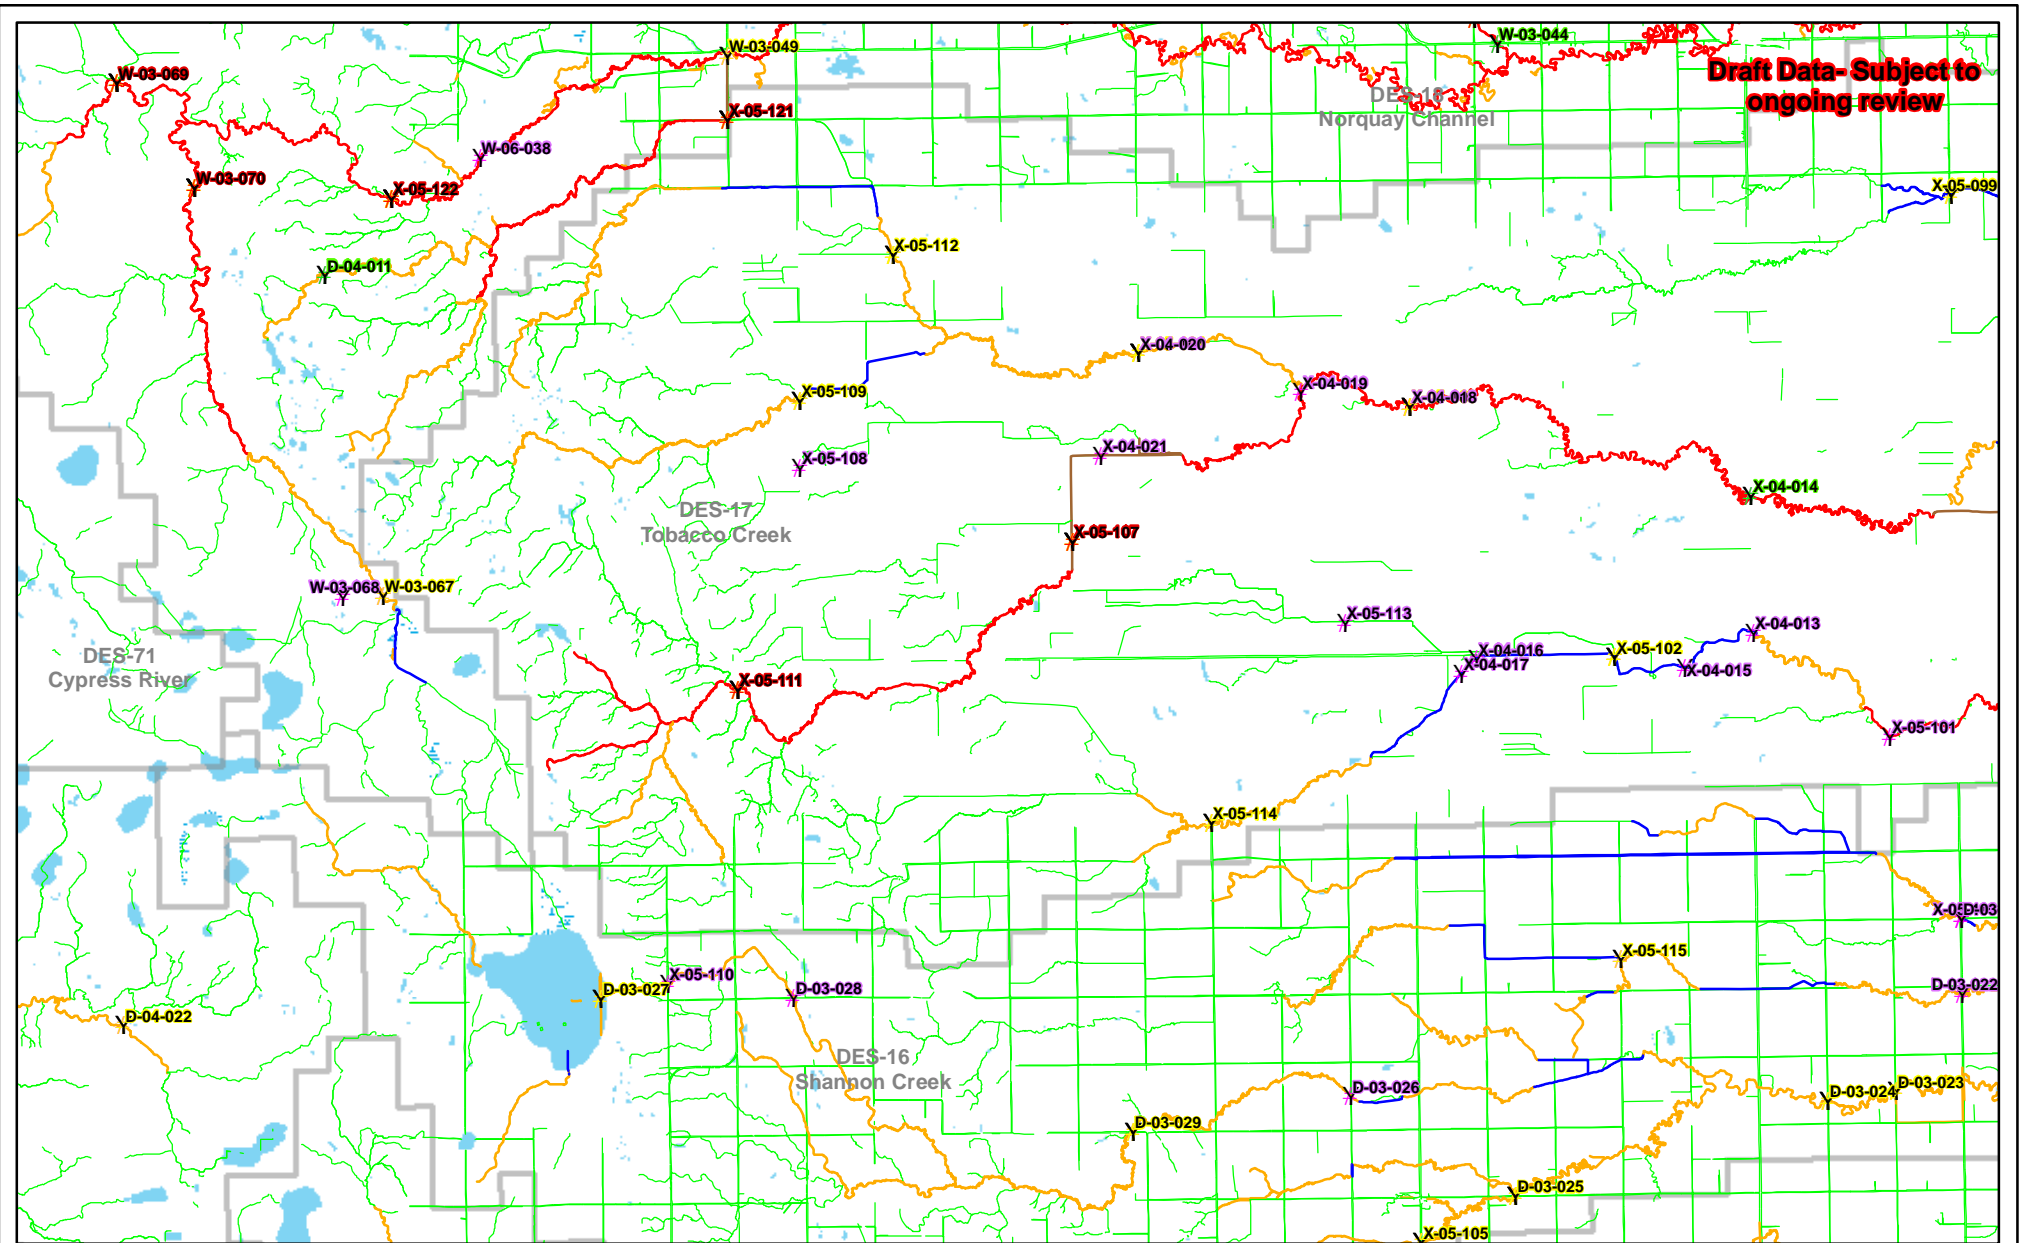 W-03-049
W-03-044
W-03-069
Draft Data- Subject to
ongoing review
DES-18
Norquay Channel
X-05-121
W-06-038
W-03-070
X-05-122
X-05-099
X-05-112
D-04-011
X-04-020
X-04-019
X-05-109
X-04-018
X-04-021
X-05-108
X-04-014
DES-17
Tobacco Creek
X-05-107
W-03-068
W-03-067
X-05-113
X-04-013
DES-71
Cypress River
X-04-016
X-05-102
X-04-017
X-04-015
X-05-111
X-05-101
X-05-114
D-03
X-05-115
X-05-110
D-03-027
D-03-028
D-03-022
D-04-022
DES-16
Shannon Creek
D-03-026
D-03-024
D-03-023
D-03-029
D-03-025
X-05-105